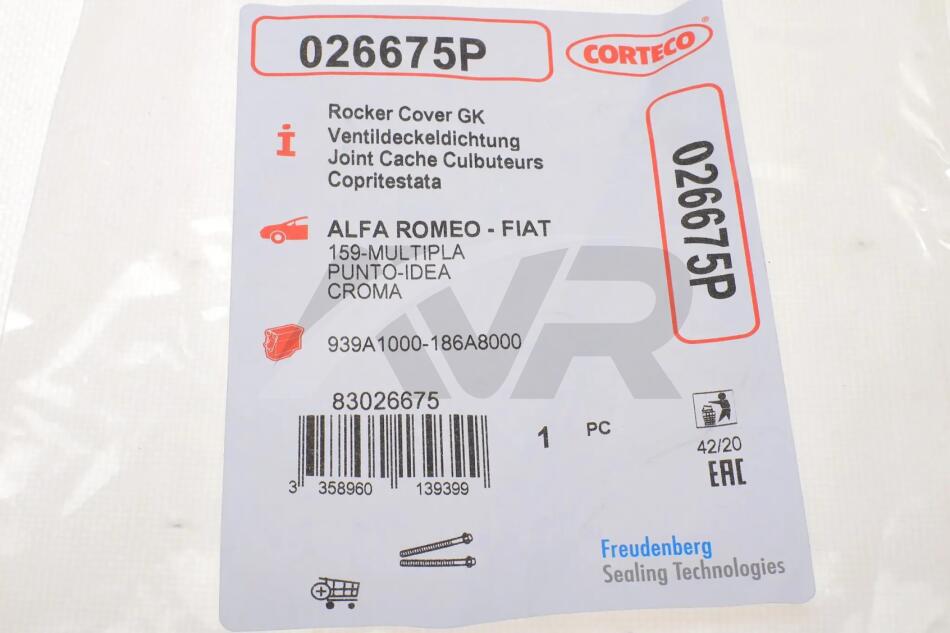 026675P
CORTECO®
026675P
Rocker Cover GK
Ventildeckeldichtung
Joint Cache Culbuteurs
Copritestata
ALFA ROMEO - FIAT
159-MULTIPLA
PUNTO-IDEA
CROMA
939A1000-186A8000
AVR
83026675
3 358960 139399
1 PC
42/20
EAC
Freudenberg
Sealing Technologies